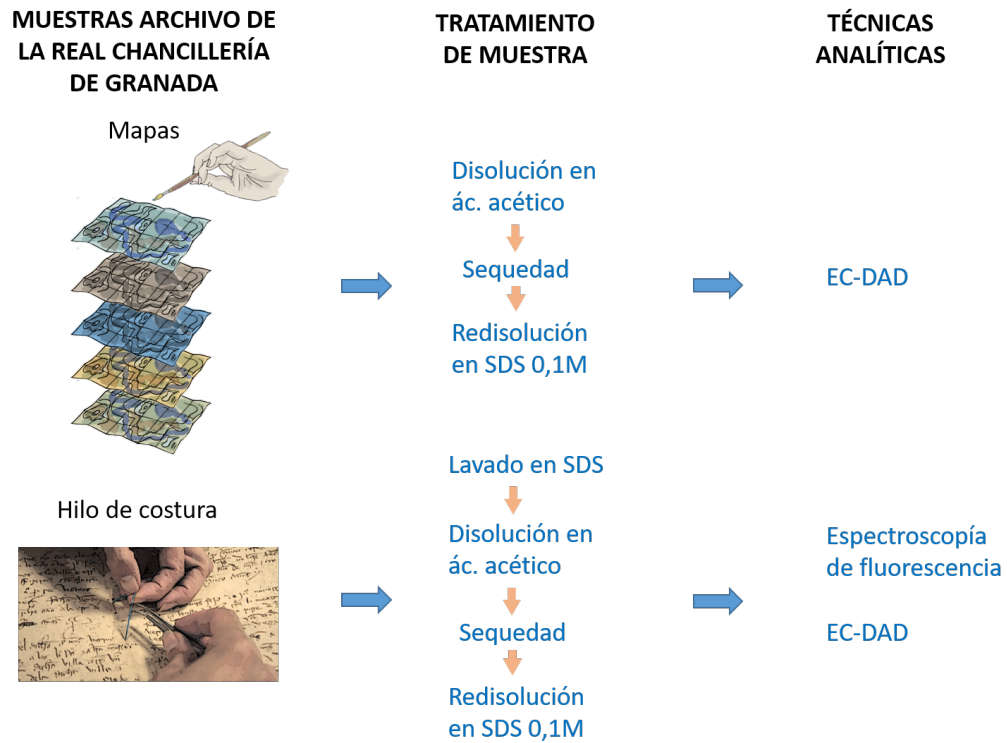 MUESTRAS ARCHIVO DE
LA REAL CHANCILLERÍA
DE GRANADA
TRATAMIENTO
DE MUESTRA
TÉCNICAS
ANALÍTICAS
Mapas
Disolución en
ác. acético
Sequedad
Redisolución
en SDS 0,1M
EC-DAD
Hilo de costura
Lavado en SDS
Disolución en
ác. acético
Sequedad
Redisolución
en SDS 0,1M
Espectroscopía
de fluorescencia
EC-DAD